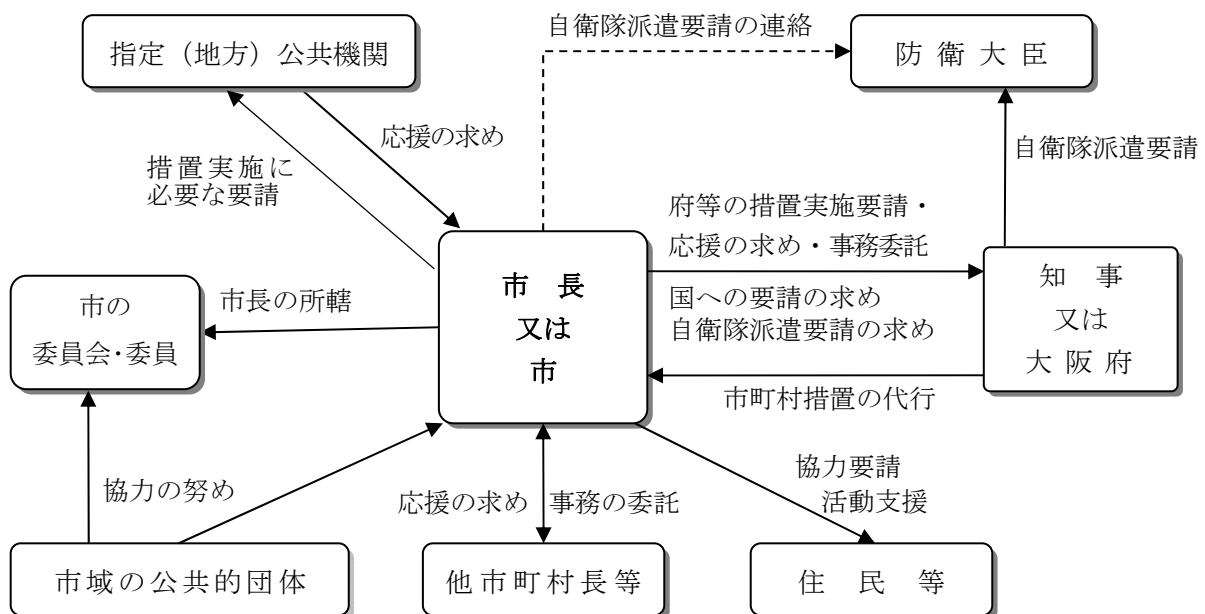 自衛隊派遣要請の連絡
指定（地方）公共機関
防衛大臣
応援の求め
措置実施に
必要な要請
自衛隊派遣要請
府等の措置実施要請・
応援の求め・事務委託
市長
又は
市
知事
又は
大阪府
国への要請の求め
自衛隊派遣要請の求め
市の
委員会・委員
市長の所轄
市町村措置の代行
協力の努め
応援の求め
事務の委託
協力要請
活動支援
市域の公共的団体
他市町村長等
住民等